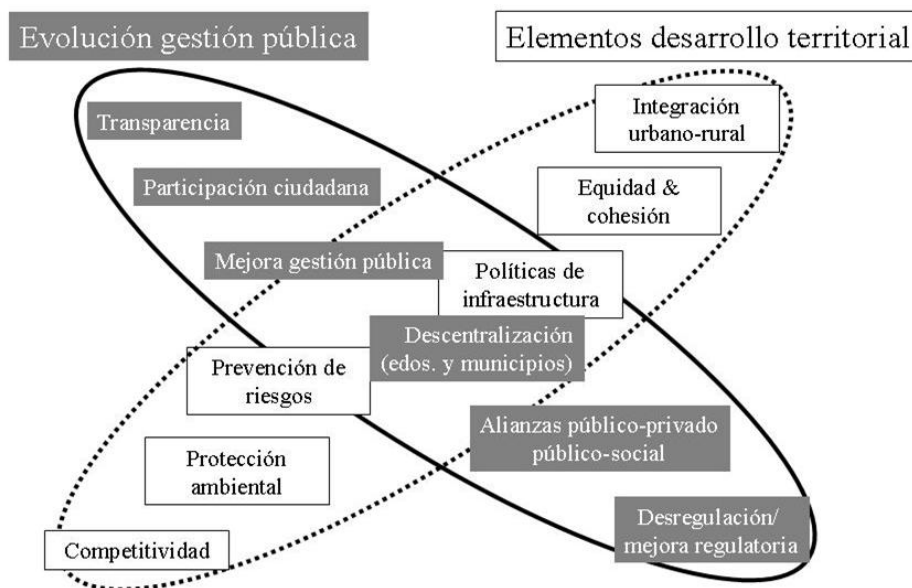 Evolución gestión pública
Elementos desarrollo territorial
Transparencia
Integración
urbano-rural
Participación ciudadana
Equidad &
cohesión
Mejora gestión pública
Políticas de
infraestructura
Descentralización
(edos. y municipios)
Prevención de
riesgos
Alianzas público-privado
público-social
Protección
ambiental
Desregulación/
mejora regulatoria
Competitividad